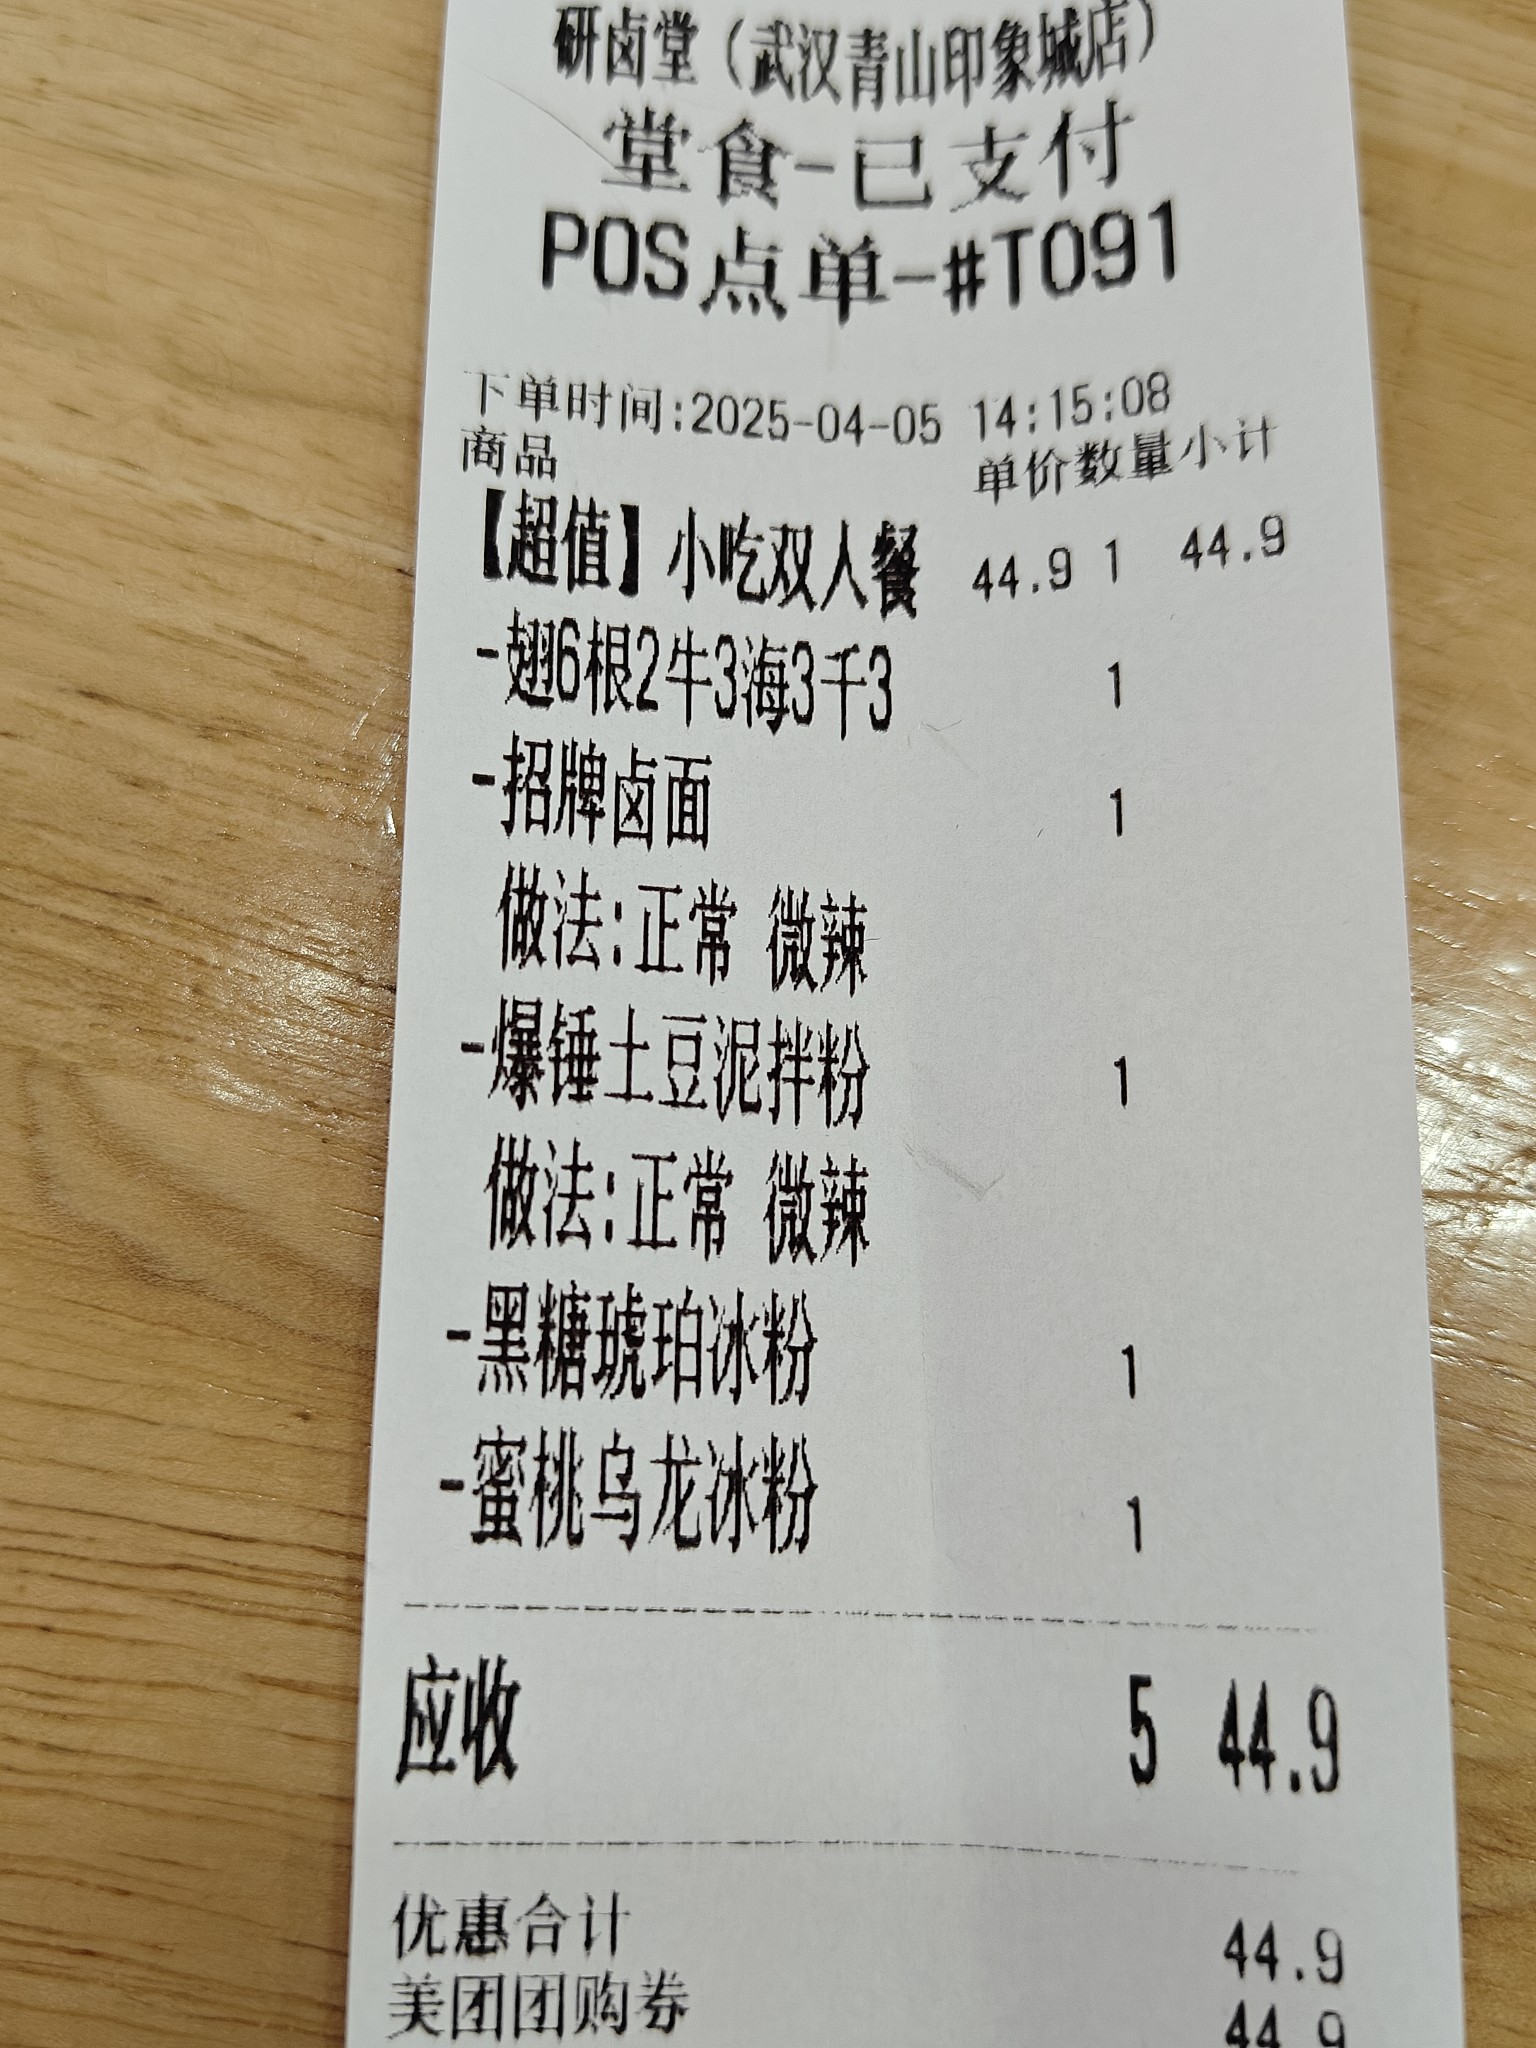 研卤堂（武汉青山印象城店）
堂食-已支付
POS点单-#T091
下单时间:2025-04-05 14:15:08
商品 单价数量小计
【超值】小吃双人餐 44.9 1 44.9
-翅6根2牛3海3千3 1
-招牌卤面 1
做法:正常 微辣
-爆锤土豆泥拌粉 1
做法:正常 微辣
-黑糖琥珀冰粉 1
-蜜桃乌龙冰粉 1
应收 5 44.9
优惠合计 44.9
美团团购券 44.9